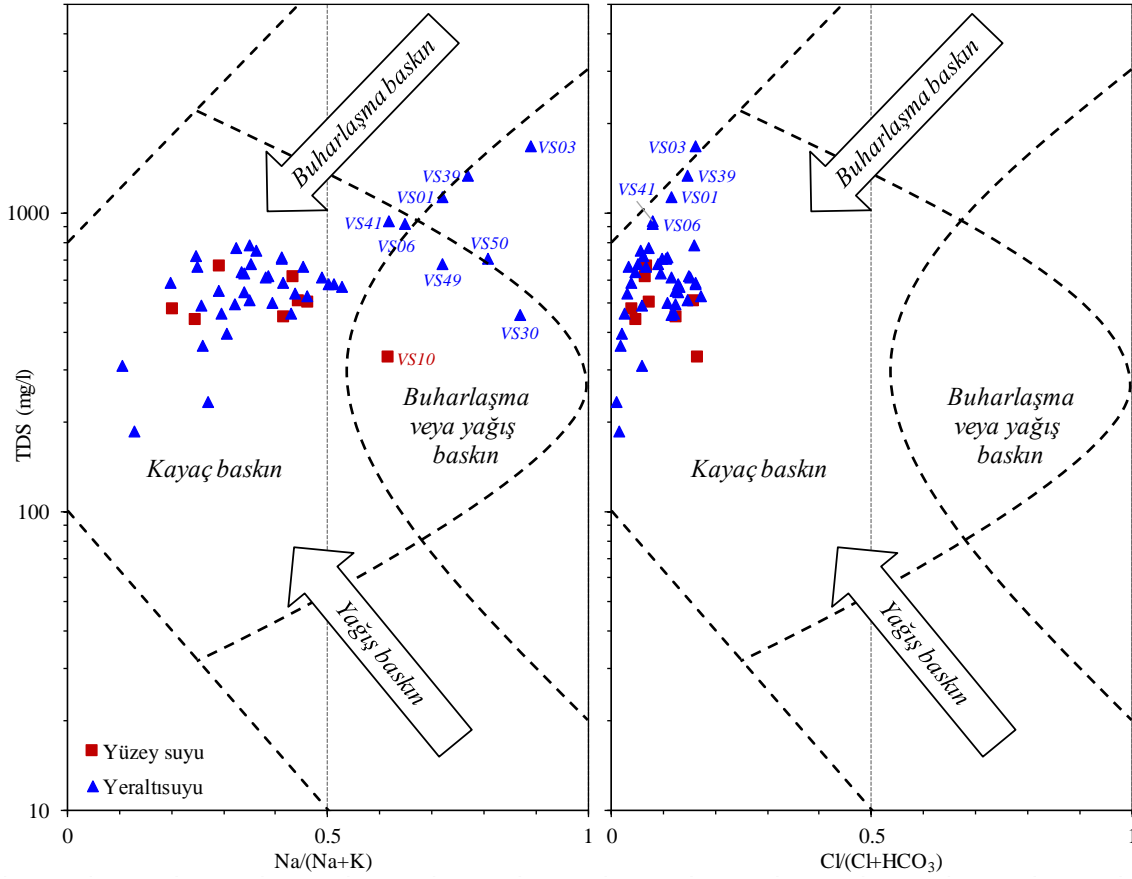 Buharlaşma baskın
VS03
VS39
VS01
VS41
VS06
VS50
VS49
VS30
VS10
Buharlaşma
veya yağış
baskın
Kayaç baskın
Yağış baskın
Yüzey suyu
Yeraltısuyu
TDS (mg/l)
1000
100
10
0
0.5
1
Na/(Na+K)
Buharlaşma baskın
VS03
VS39
VS41
VS01
VS06
Buharlaşma
veya yağış
baskın
Kayaç baskın
Yağış baskın
0
0.5
1
Cl/(Cl+HCO₃)